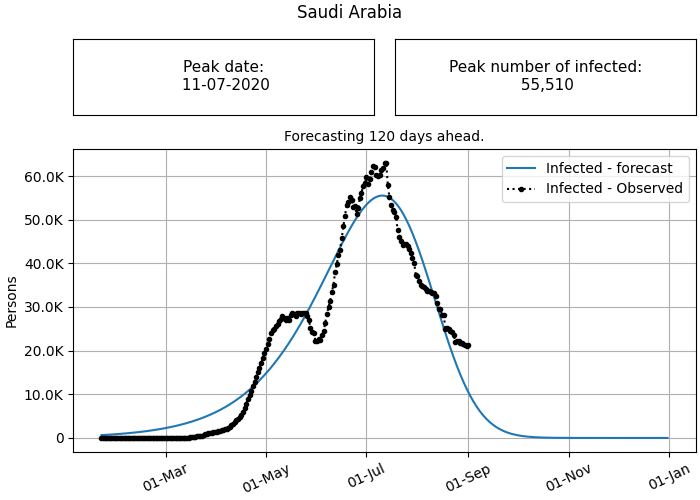 Saudi Arabia
Peak date:
11-07-2020
Peak number of infected:
55,510
Forecasting 120 days ahead.
Infected - forecast
Infected - Observed
Persons
60.0K
50.0K
40.0K
30.0K
20.0K
10.0K
0
01-Mar
01-May
01-Jul
01-Sep
01-Nov
01-Jan